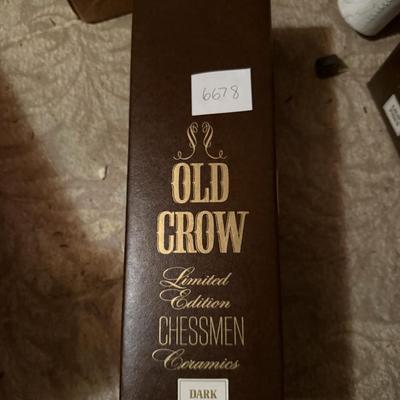 6678
OLD
CROW
Limited
Edition
CHESSMEN
Ceramics
DARK